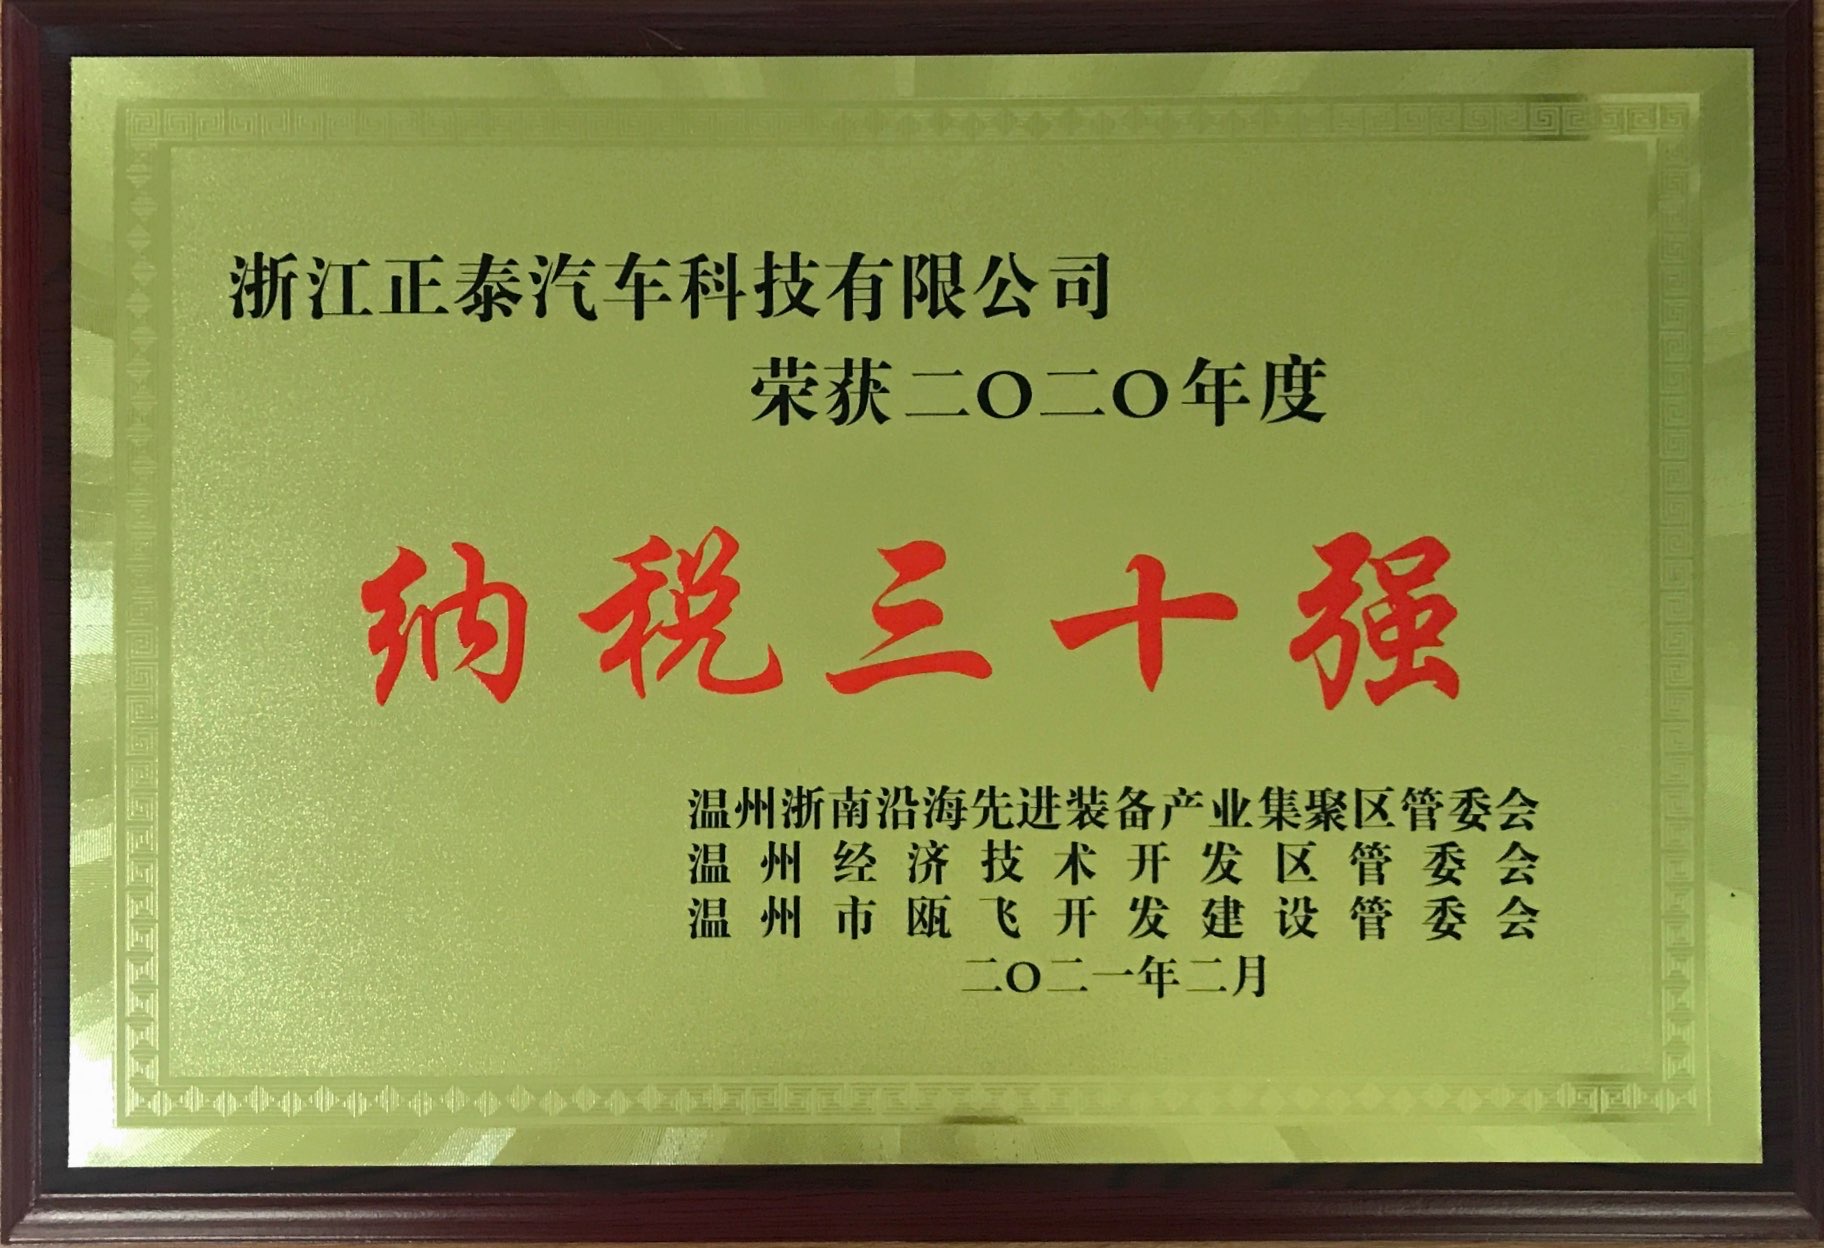 浙江正泰汽车科技有限公司
荣获二〇二〇年度
纳税三十强
温州浙南沿海先进装备产业集聚区管委会
温州经济技术开发区管委会
温州市瓯飞开发建设管委会
二〇二一年二月